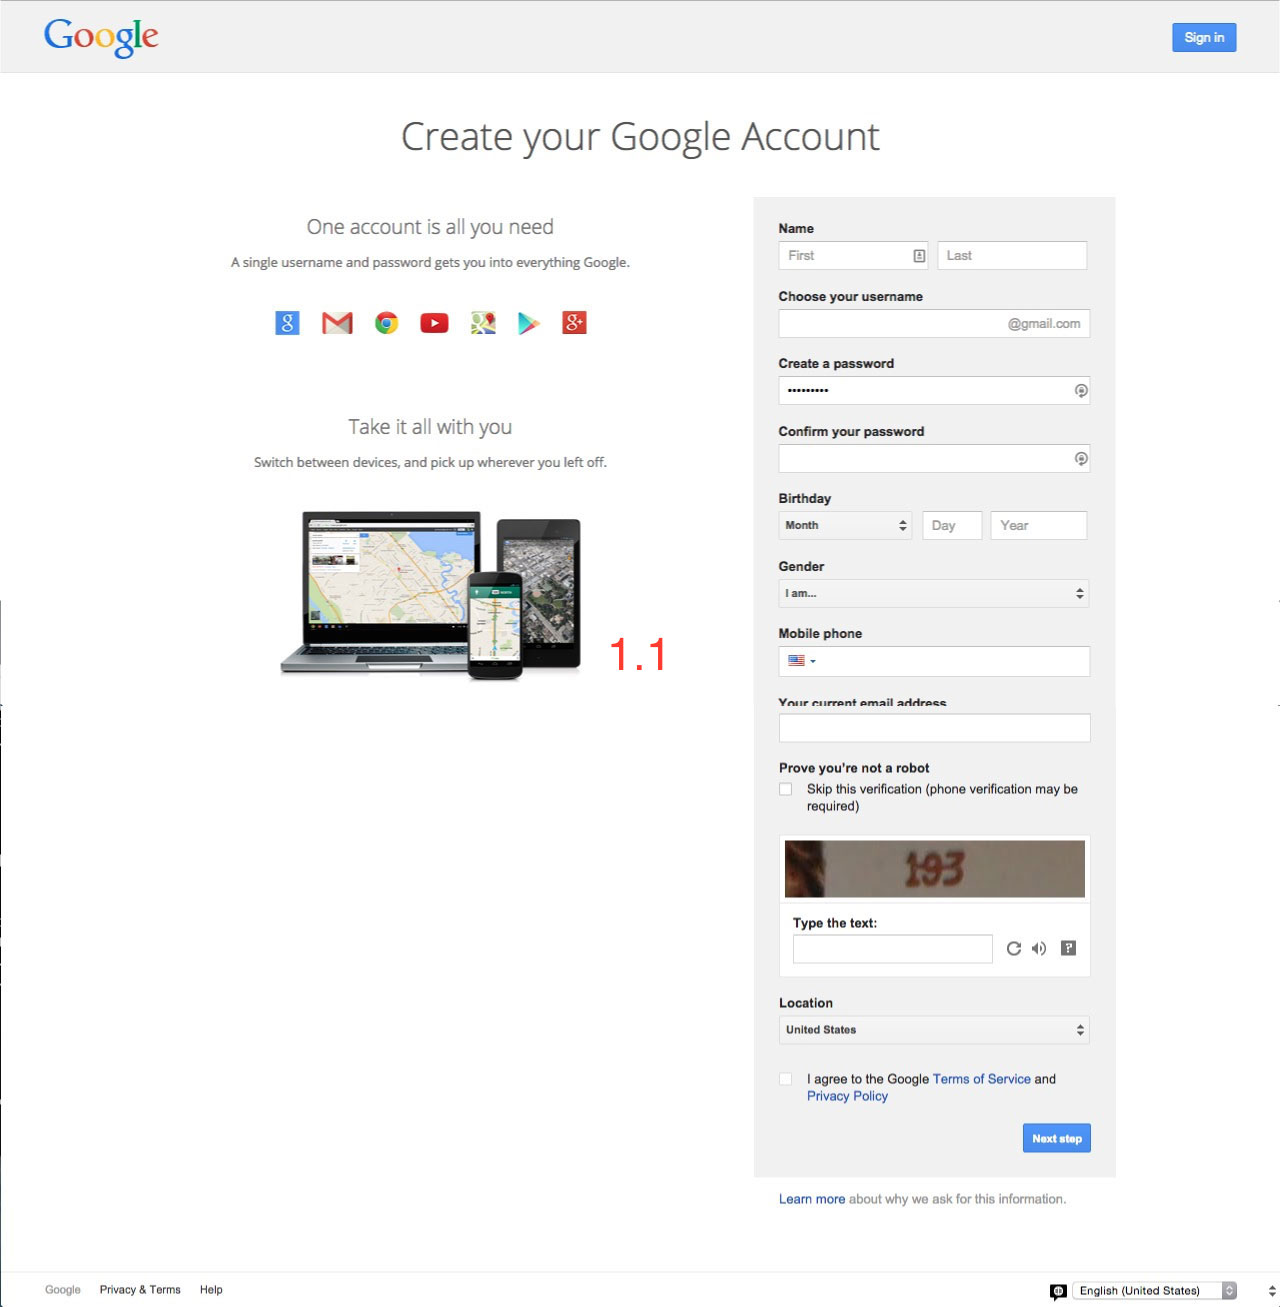 Google
Sign in
Create your Google Account
One account is all you need
A single username and password gets you into everything Google.
Take it all with you
Switch between devices, and pick up wherever you left off.
1.1
Name
First
Last
Choose your username
@gmail.com
Create a password
•••••••••
Confirm your password
Birthday
Month
Day
Year
Gender
I am...
Mobile phone
Your current email address
Prove you're not a robot
Skip this verification (phone verification may be
required)
193
Type the text:
Location
United States
I agree to the Google Terms of Service and
Privacy Policy
Next step
Learn more about why we ask for this information.
Google
Privacy & Terms
Help
English (United States)